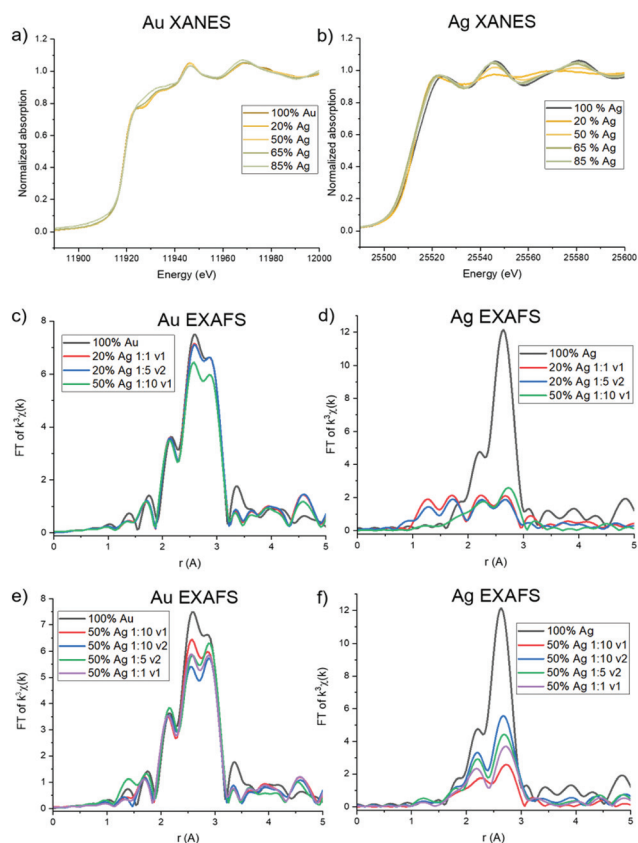 Au XANES
a)
Normalized absorption
1.0
0.8
0.6
0.4
0.2
0.0
100% Au
20% Ag
50% Ag
65% Ag
85% Ag
11900 11920 11940 11960 11980 12000
Energy (eV)
Ag XANES
b)
Normalized absorption
1.2
1.0
0.8
0.6
0.4
0.2
0.0
100 % Ag
20 % Ag
50 % Ag
65 % Ag
85 % Ag
25500 25520 25540 25560 25580 25600
Energy (eV)
Au EXAFS
c)
FT of k³χ(k)
8
6
4
2
0
100% Au
20% Ag 1:1 v1
20% Ag 1:5 v2
50% Ag 1:10 v1
0 1 2 3 4 5
r (A)
Ag EXAFS
d)
FT of k³χ(k)
12
10
8
6
4
2
0
100% Ag
20% Ag 1:1 v1
20% Ag 1:5 v2
50% Ag 1:10 v1
0 1 2 3 4 5
r (A)
Au EXAFS
e)
FT of k³χ(k)
8
7
6
5
4
3
2
1
0
100% Au
50% Ag 1:10 v1
50% Ag 1:10 v2
50% Ag 1:5 v2
50% Ag 1:1 v1
0 1 2 3 4 5
r (A)
Ag EXAFS
f)
FT of k³χ(k)
12
10
8
6
4
2
0
100% Ag
50% Ag 1:10 v1
50% Ag 1:10 v2
50% Ag 1:5 v2
50% Ag 1:1 v1
0 1 2 3 4 5
r (A)